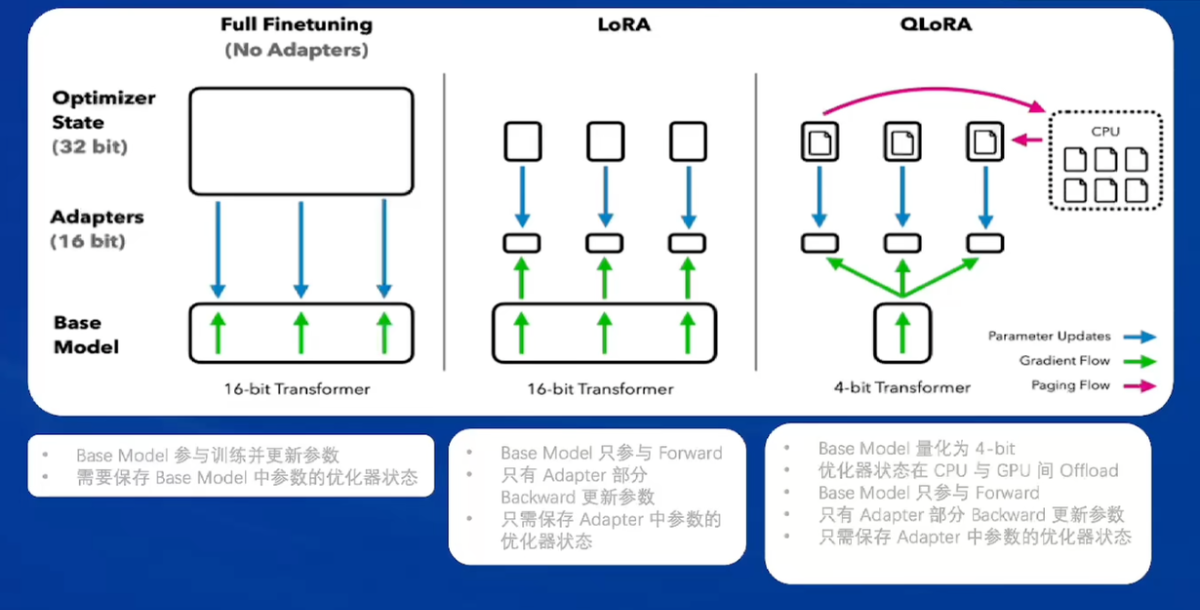 Full Finetuning
(No Adapters)
LoRA
QLoRA
Optimizer
State
(32 bit)
CPU
Adapters
(16 bit)
Base
Model
Parameter Updates
Gradient Flow
Paging Flow
16-bit Transformer
16-bit Transformer
4-bit Transformer
• Base Model 参与训练并更新参数
• 需要保存 Base Model 中参数的优化器状态
• Base Model 只参与 Forward
• 只有 Adapter 部分
Backward 更新参数
• 只需保存 Adapter 中参数的
优化器状态
• Base Model 量化为 4-bit
• 优化器状态在 CPU 与 GPU 间 Offload
• Base Model 只参与 Forward
• 只有 Adapter 部分 Backward 更新参数
• 只需保存 Adapter 中参数的优化器状态